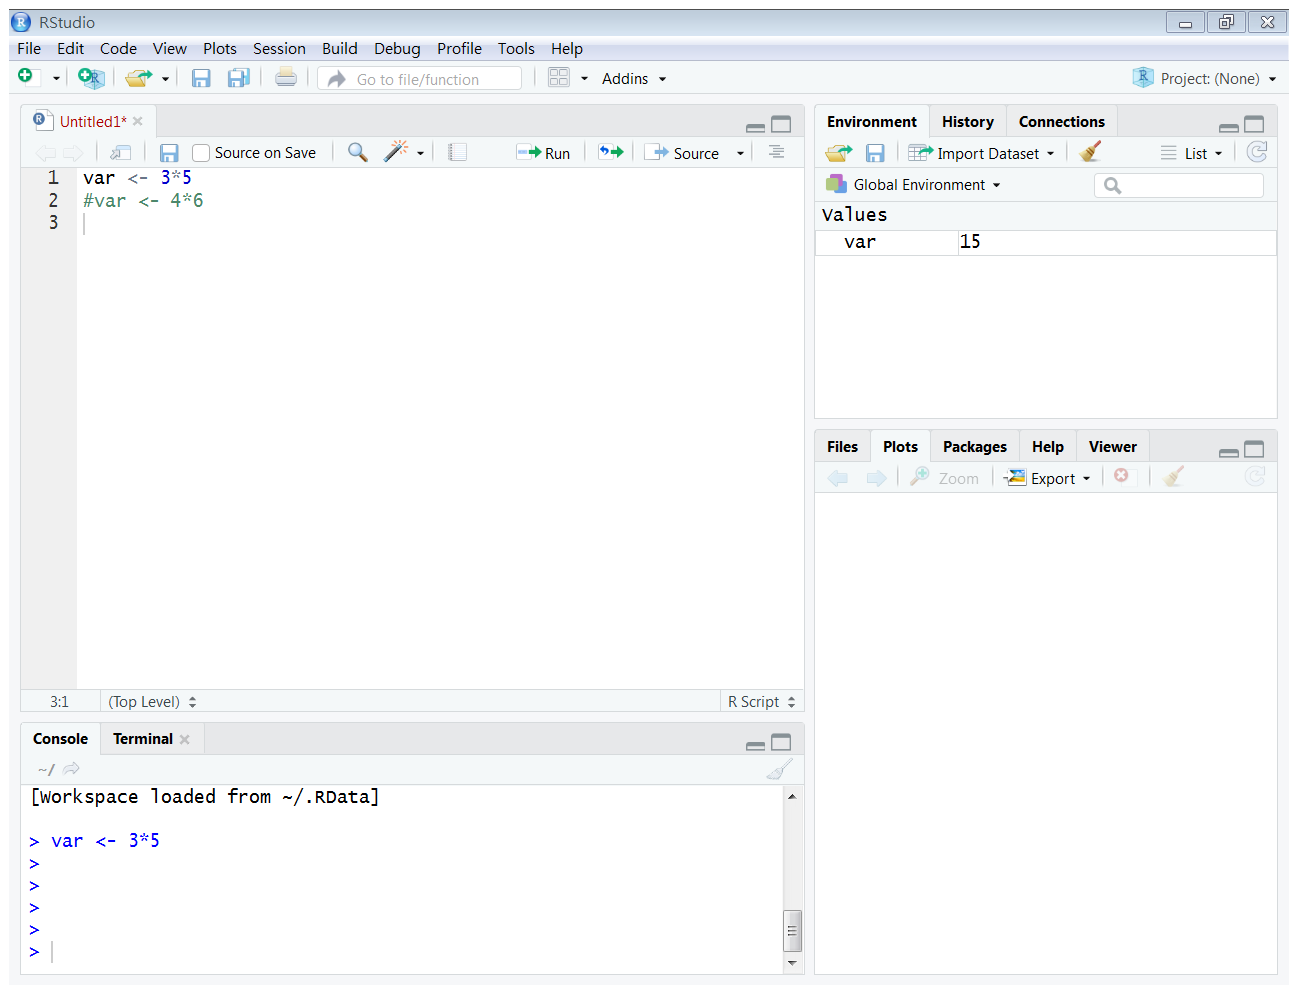 RStudio
File Edit Code View Plots Session Build Debug Profile Tools Help
Go to file/function Addins Project: (None)
Untitled1*
Source on Save Run Source
1 var <- 3*5
2 #var <- 4*6
3
3:1 (Top Level) R Script
Console Terminal
~/
[Workspace loaded from ~/.RData]
> var <- 3*5
>
>
>
>
>
Environment History Connections
Import Dataset List
Global Environment
Values
var 15
Files Plots Packages Help Viewer
Zoom Export